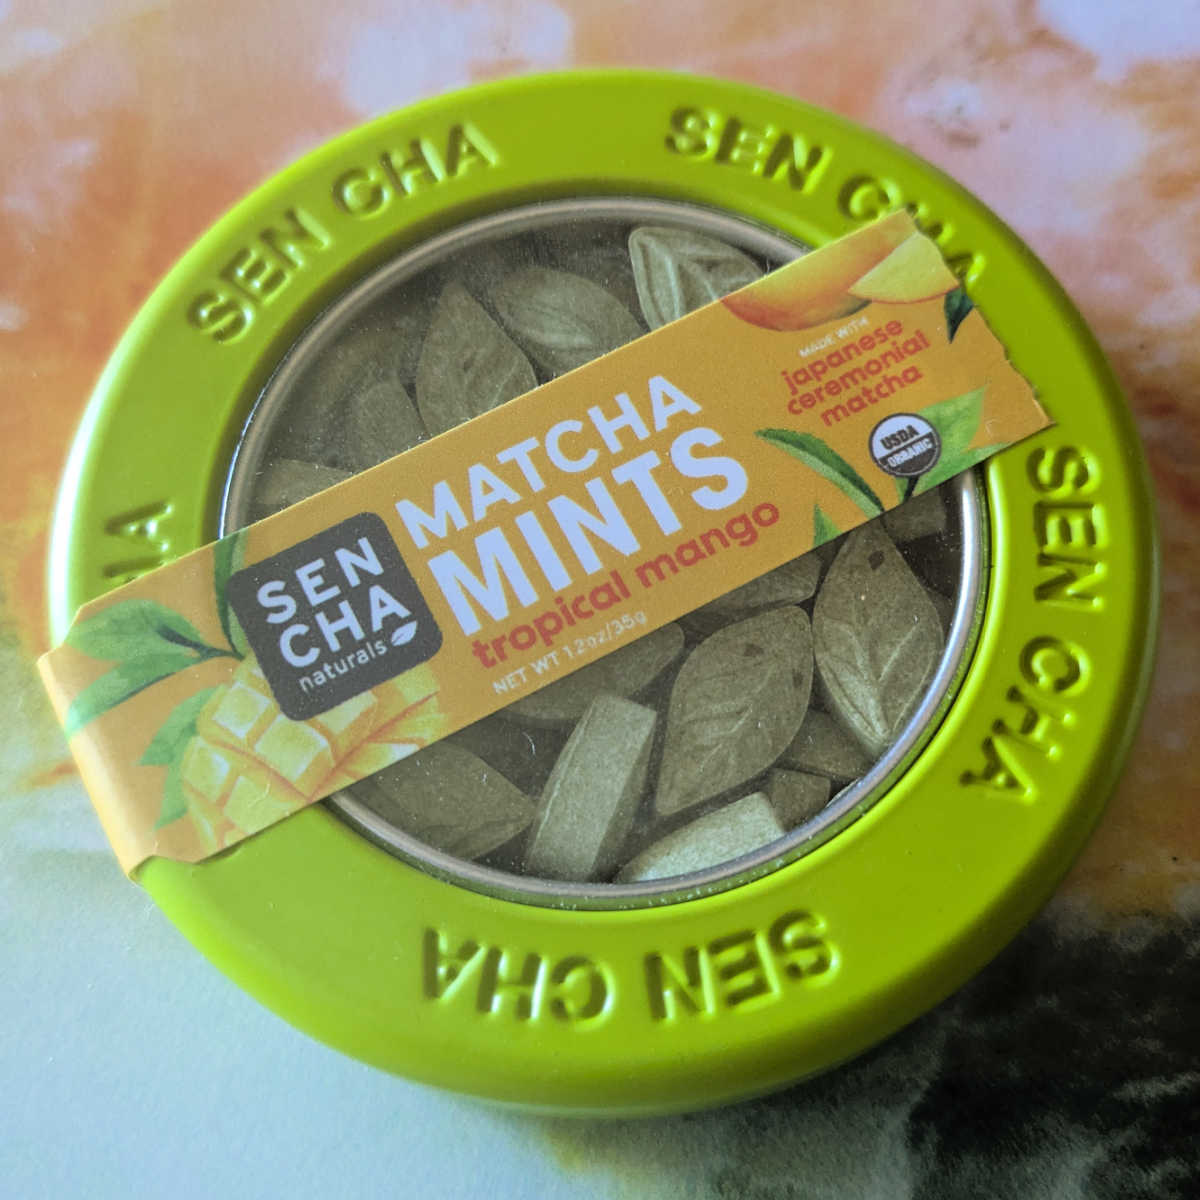 SEN CHA
SEN CHA
SEN CHA
SEN CHA
HA
SEN
CHA
naturals
MATCHA
MINTS
tropical mango
NET WT 1.2oz/35g
MADE WITH
japanese
ceremonial
matcha
USDA
ORGANIC